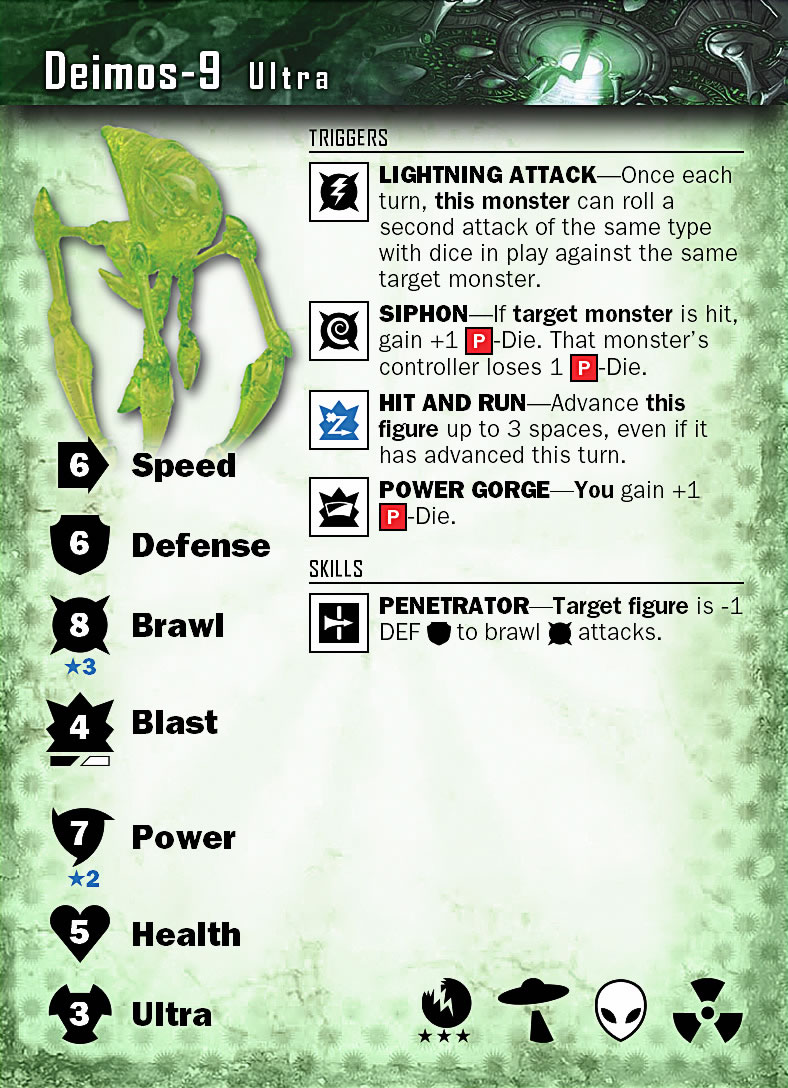 Deimos-9 Ultra
TRIGGERS
LIGHTNING ATTACK—Once each
turn, this monster can roll a
second attack of the same type
with dice in play against the same
target monster.
SIPHON—If target monster is hit,
gain +1 P-Die. That monster's
controller loses 1 P-Die.
HIT AND RUN—Advance this
figure up to 3 spaces, even if it
has advanced this turn.
POWER GORGE—You gain +1
P-Die.
SKILLS
PENETRATOR—Target figure is -1
DEF to brawl attacks.
6 Speed
6 Defense
8 Brawl
★3
4 Blast
7 Power
★2
5 Health
3 Ultra
★★★